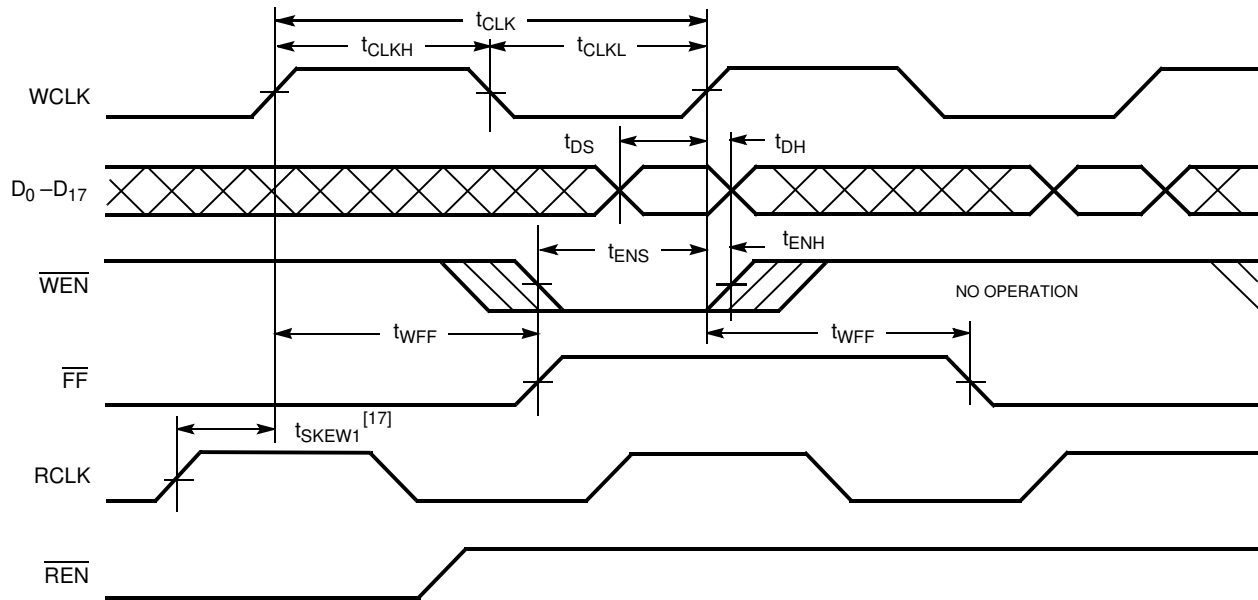 tCLK
tCLKH
tCLKL
WCLK
tDS
tDH
D0 –D17
tENS
tENH
WEN
NO OPERATION
tWFF
tWFF
FF
tSKEW1 [17]
RCLK
REN